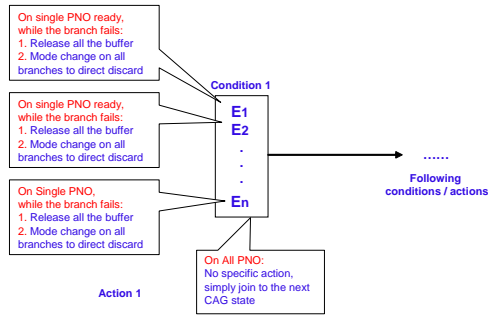 On single PNO ready,
while the branch fails:
1. Release all the buffer
2. Mode change on all
branches to direct discard
Condition 1
On single PNO ready,
while the branch fails:
1. Release all the buffer
2. Mode change on all
branches to direct discard
E1
E2
.
.
.
En
......
Following
conditions / actions
On Single PNO,
while the branch fails:
1. Release all the buffer
2. Mode change on all
branches to direct discard
On All PNO:
No specific action,
simply join to the next
CAG state
Action 1